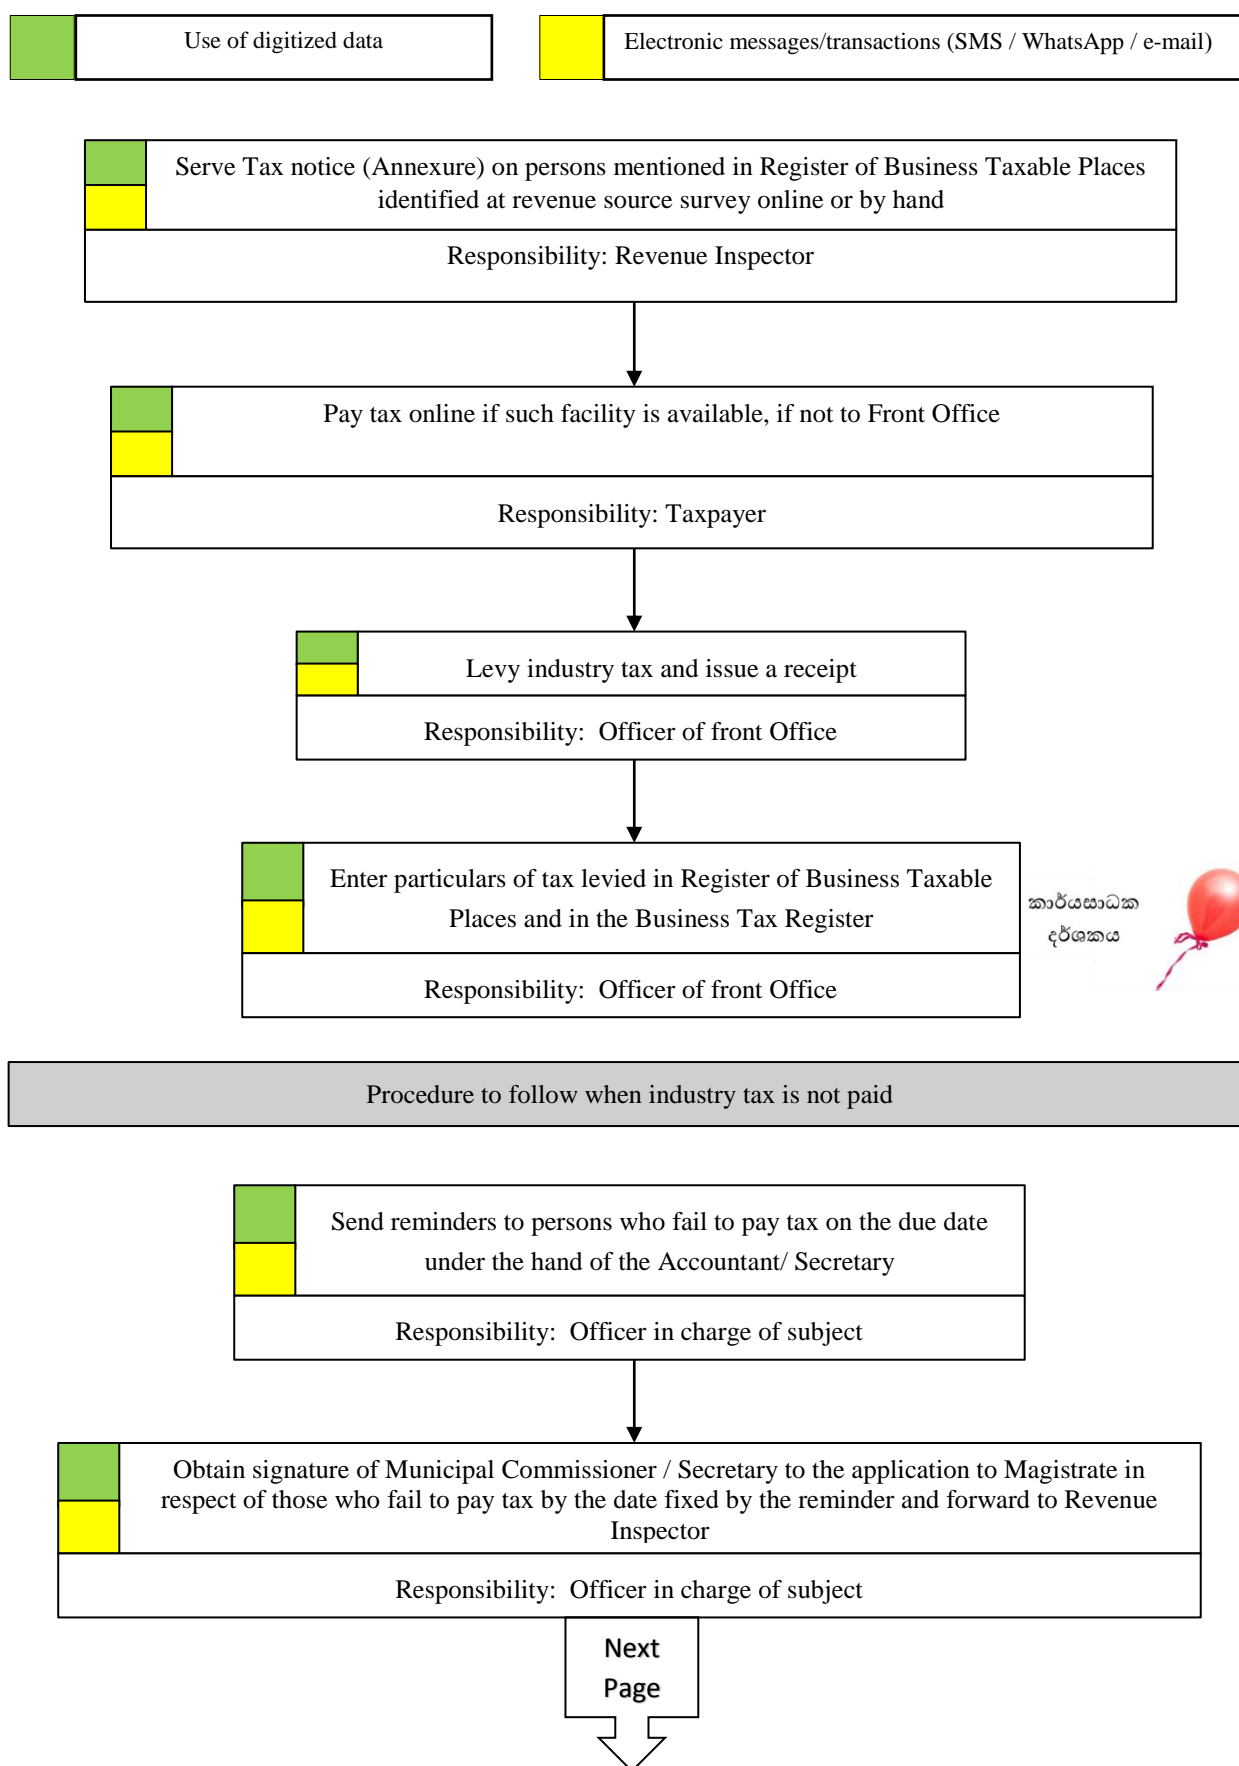 Use of digitized data
Electronic messages/transactions (SMS / WhatsApp / e-mail)
Serve Tax notice (Annexure) on persons mentioned in Register of Business Taxable Places
identified at revenue source survey online or by hand
Responsibility: Revenue Inspector
Pay tax online if such facility is available, if not to Front Office
Responsibility: Taxpayer
Levy industry tax and issue a receipt
Responsibility:  Officer of front Office
Enter particulars of tax levied in Register of Business Taxable
Places and in the Business Tax Register
Responsibility:  Officer of front Office
කාර්යසාධක
දර්ශකය
Procedure to follow when industry tax is not paid
Send reminders to persons who fail to pay tax on the due date
under the hand of the Accountant/ Secretary
Responsibility:  Officer in charge of subject
Obtain signature of Municipal Commissioner / Secretary to the application to Magistrate in
respect of those who fail to pay tax by the date fixed by the reminder and forward to Revenue
Inspector
Responsibility:  Officer in charge of subject
Next
Page